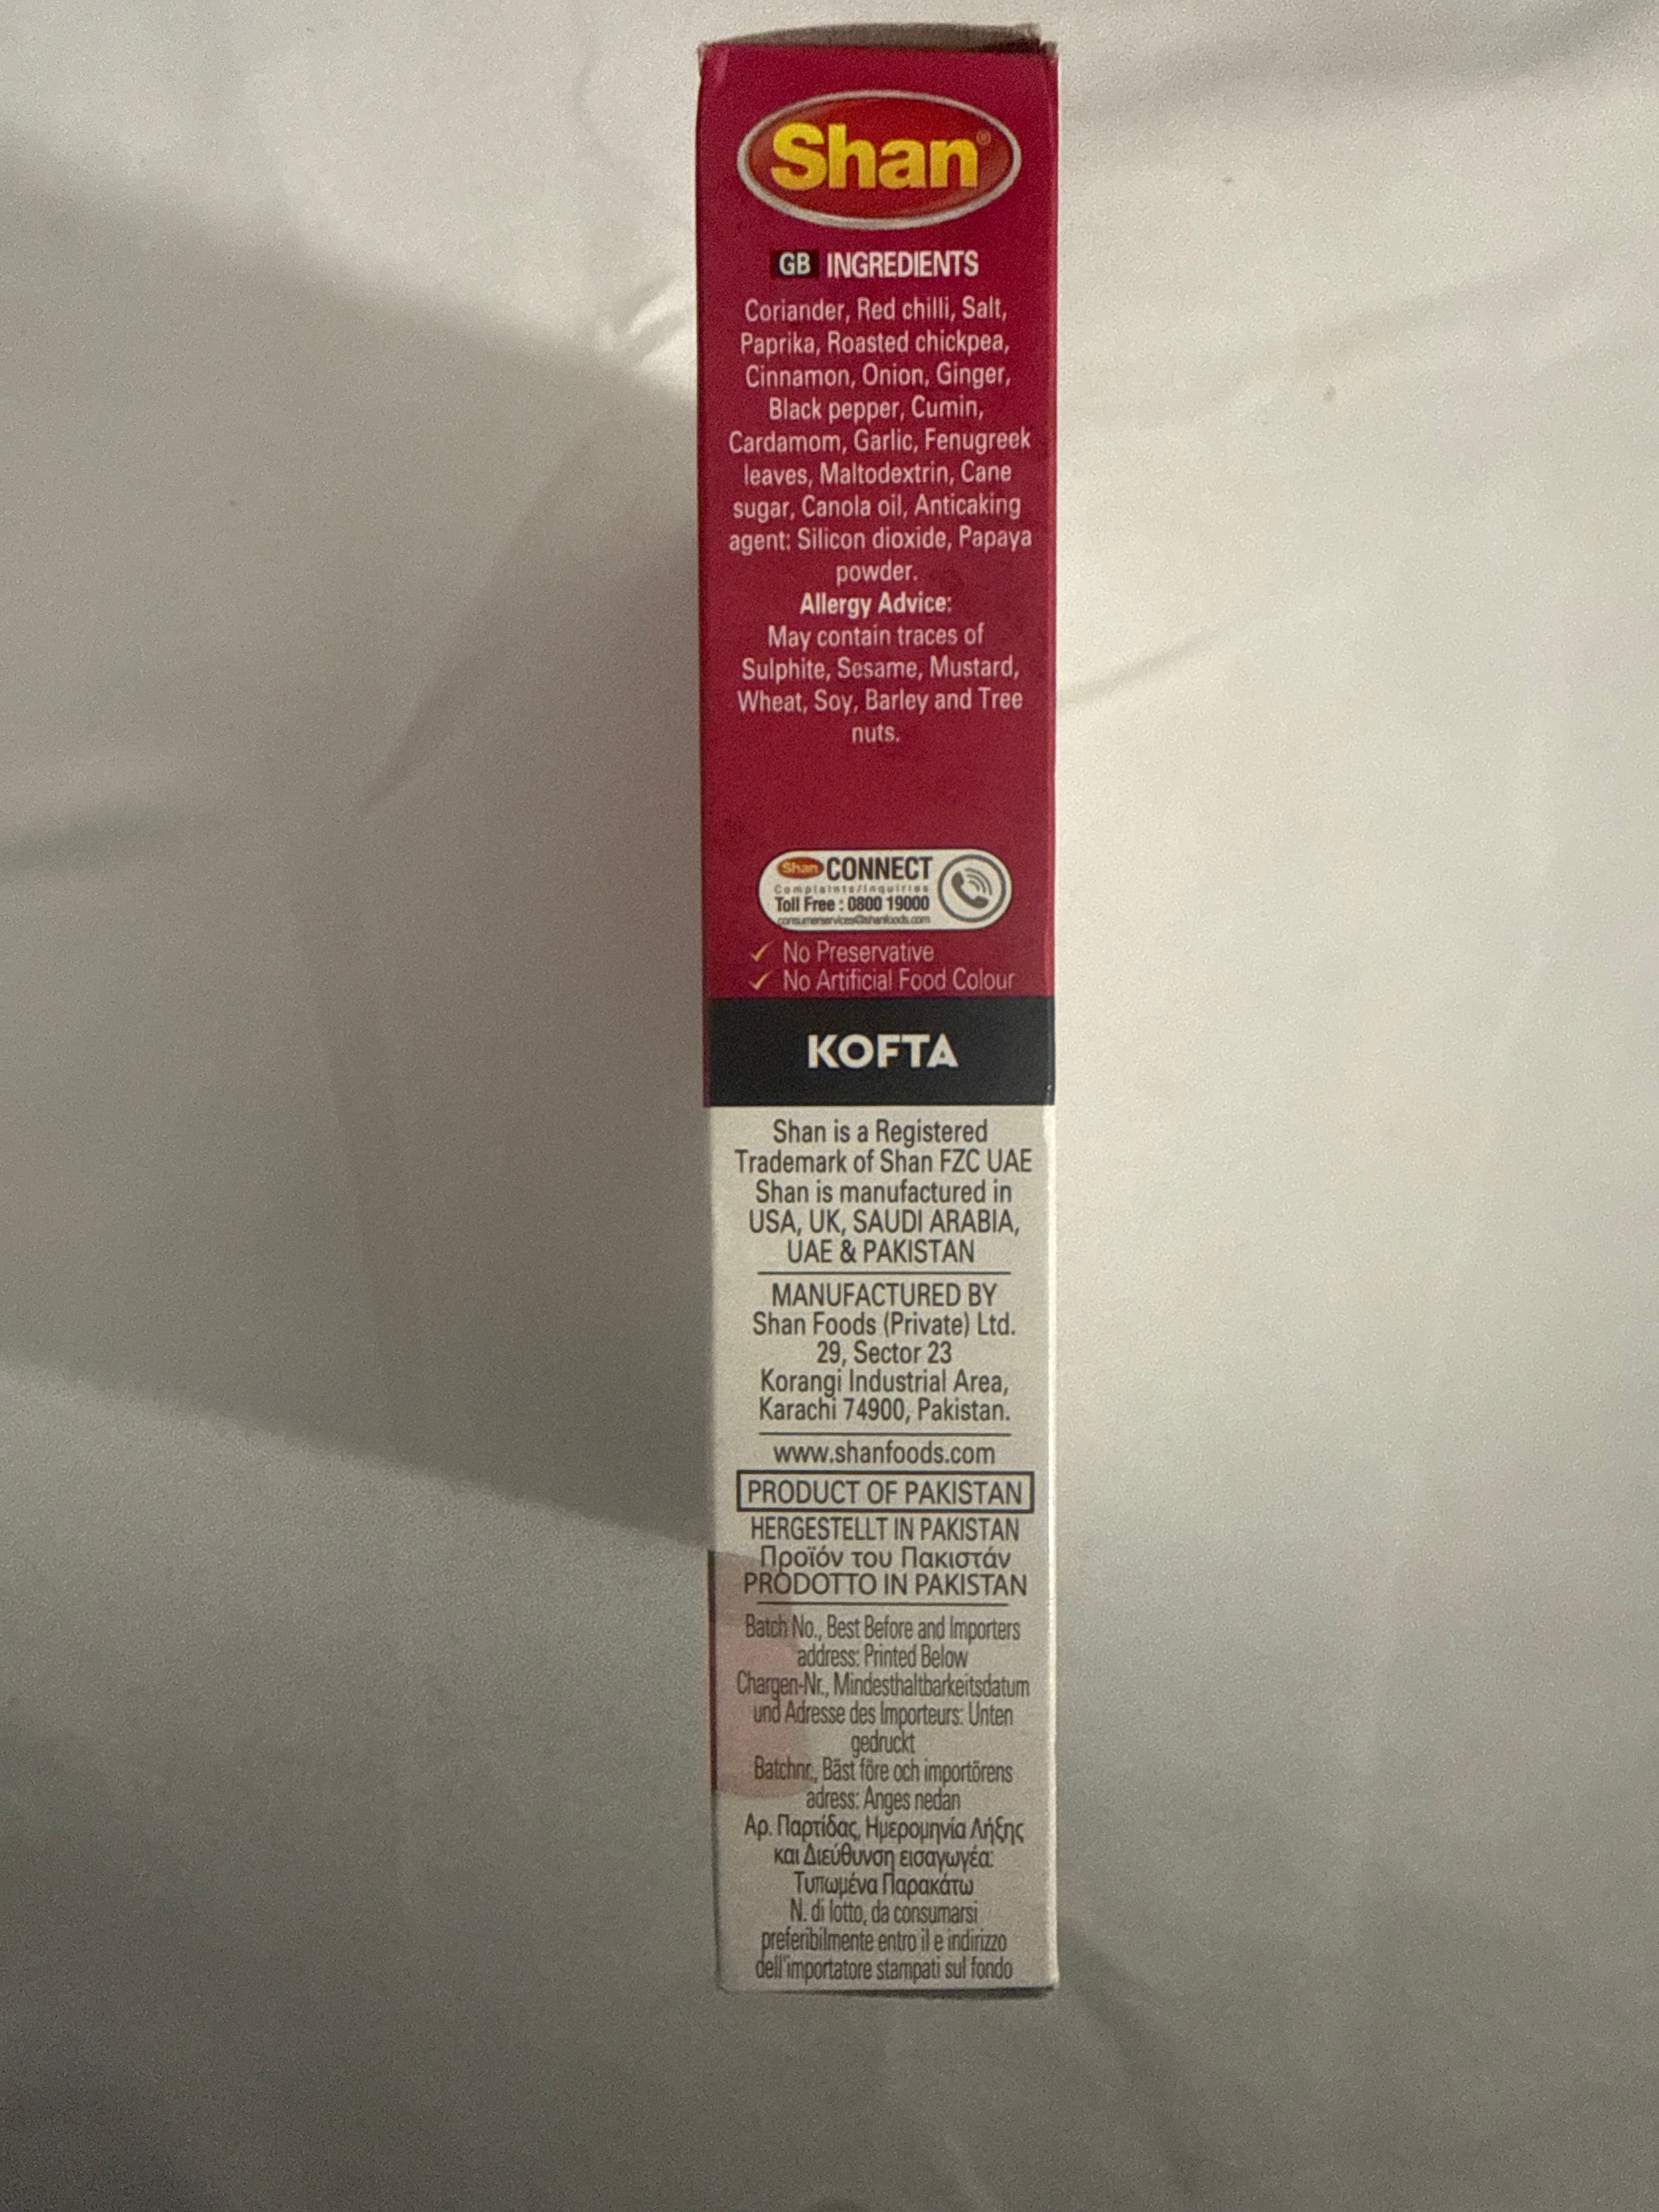 Shan®
GB INGREDIENTS
Coriander, Red chilli, Salt,
Paprika, Roasted chickpea,
Cinnamon, Onion, Ginger,
Black pepper, Cumin,
Cardamom, Garlic, Fenugreek
leaves, Maltodextrin, Cane
sugar, Canola oil, Anticaking
agent: Silicon dioxide, Papaya
powder.
Allergy Advice:
May contain traces of
Sulphite, Sesame, Mustard,
Wheat, Soy, Barley and Tree
nuts.
Shan CONNECT
Complaints/Inquiries
Toll Free : 0800 19000
consumerservices@shanfoods.com
✓ No Preservative
✓ No Artificial Food Colour
KOFTA
Shan is a Registered
Trademark of Shan FZC UAE
Shan is manufactured in
USA, UK, SAUDI ARABIA,
UAE & PAKISTAN
MANUFACTURED BY
Shan Foods (Private) Ltd.
29, Sector 23
Korangi Industrial Area,
Karachi 74900, Pakistan.
www.shanfoods.com
PRODUCT OF PAKISTAN
HERGESTELLT IN PAKISTAN
Προϊόν του Πακιστάν
PRODOTTO IN PAKISTAN
Batch No., Best Before and Importers
address: Printed Below
Chargen-Nr., Mindesthaltbarkeitsdatum
und Adresse des Importeurs: Unten
gedruckt
Batchnr., Bäst före och importörens
adress: Anges nedan
Αρ. Παρτίδας, Ημερομηνία Λήξης
και Διεύθυνση εισαγωγέα:
Τυπωμένα Παρακάτω
N. di lotto, da consumarsi
preferibilmente entro il e indirizzo
dell'importatore stampati sul fondo